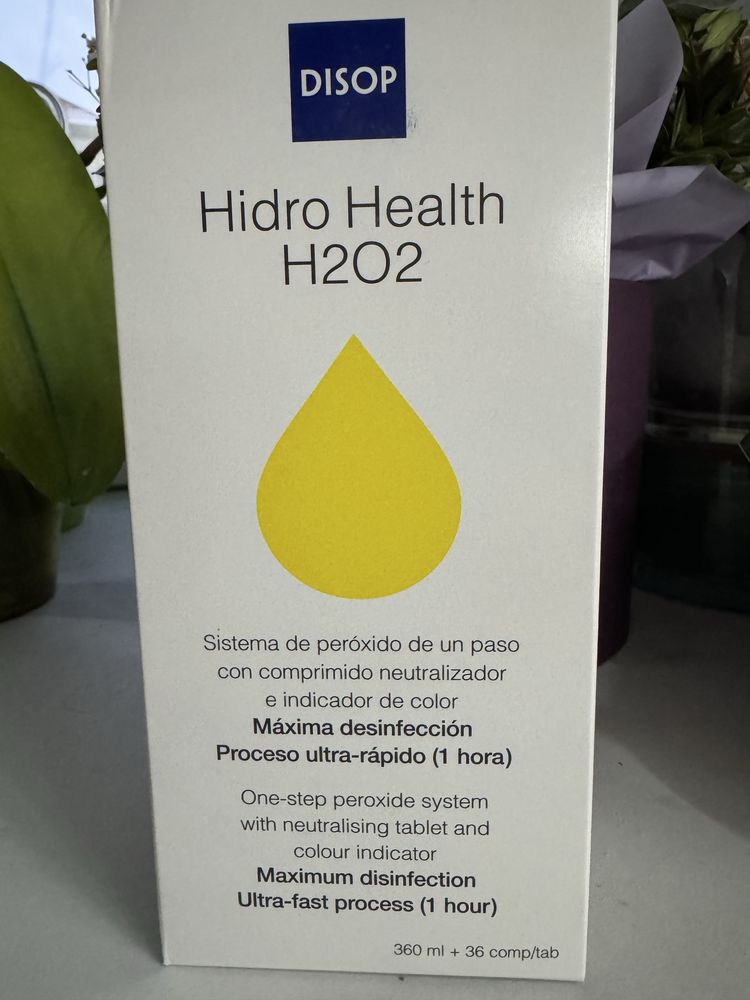 DISOP
Hidro Health
H2O2
Sistema de peróxido de un paso
con comprimido neutralizador
e indicador de color
Máxima desinfección
Proceso ultra-rápido (1 hora)
One-step peroxide system
with neutralising tablet and
colour indicator
Maximum disinfection
Ultra-fast process (1 hour)
360 ml + 36 comp/tab